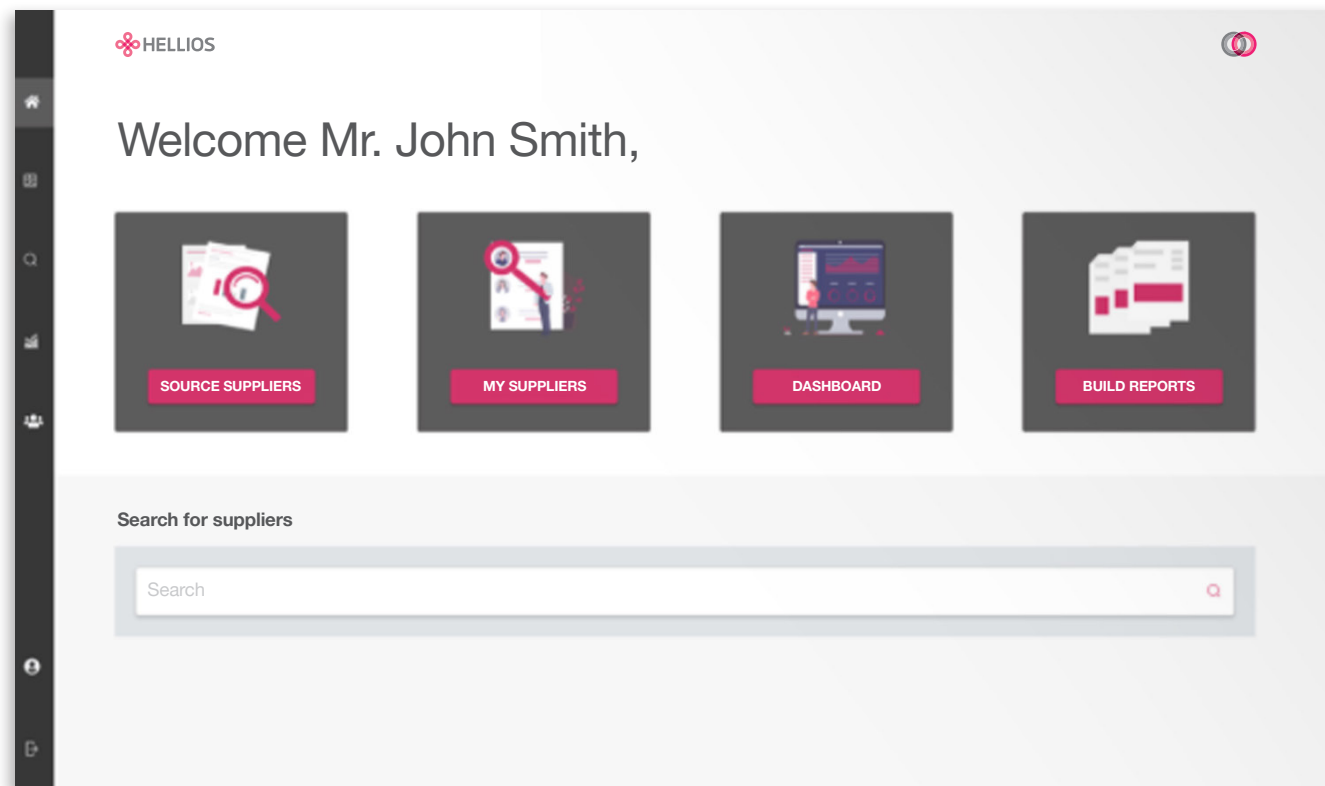 HELLIOS
Welcome Mr. John Smith,
SOURCE SUPPLIERS
MY SUPPLIERS
DASHBOARD
BUILD REPORTS
Search for suppliers
Search